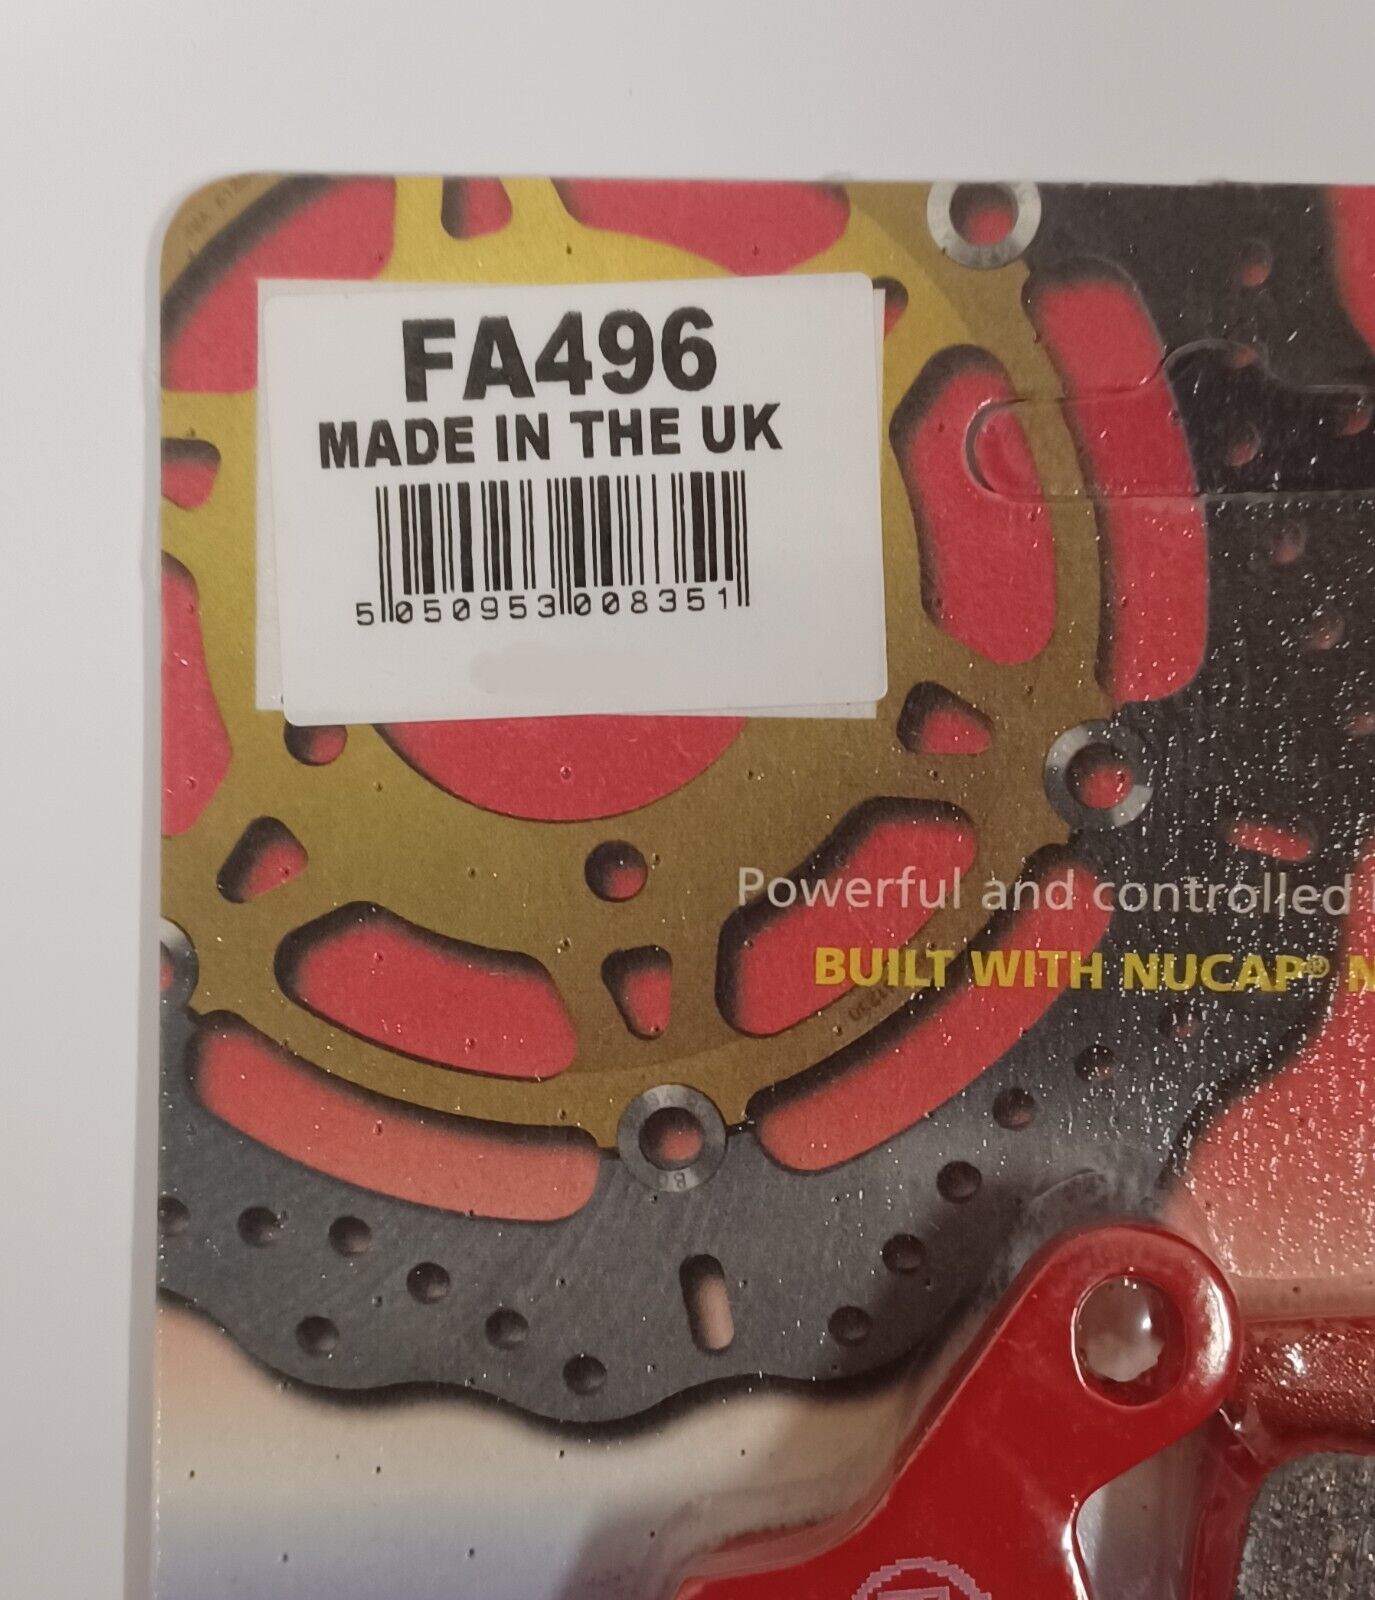 FA496
MADE IN THE UK
5 050953 008351
Powerful and controlled
BUILT WITH NUCAP®